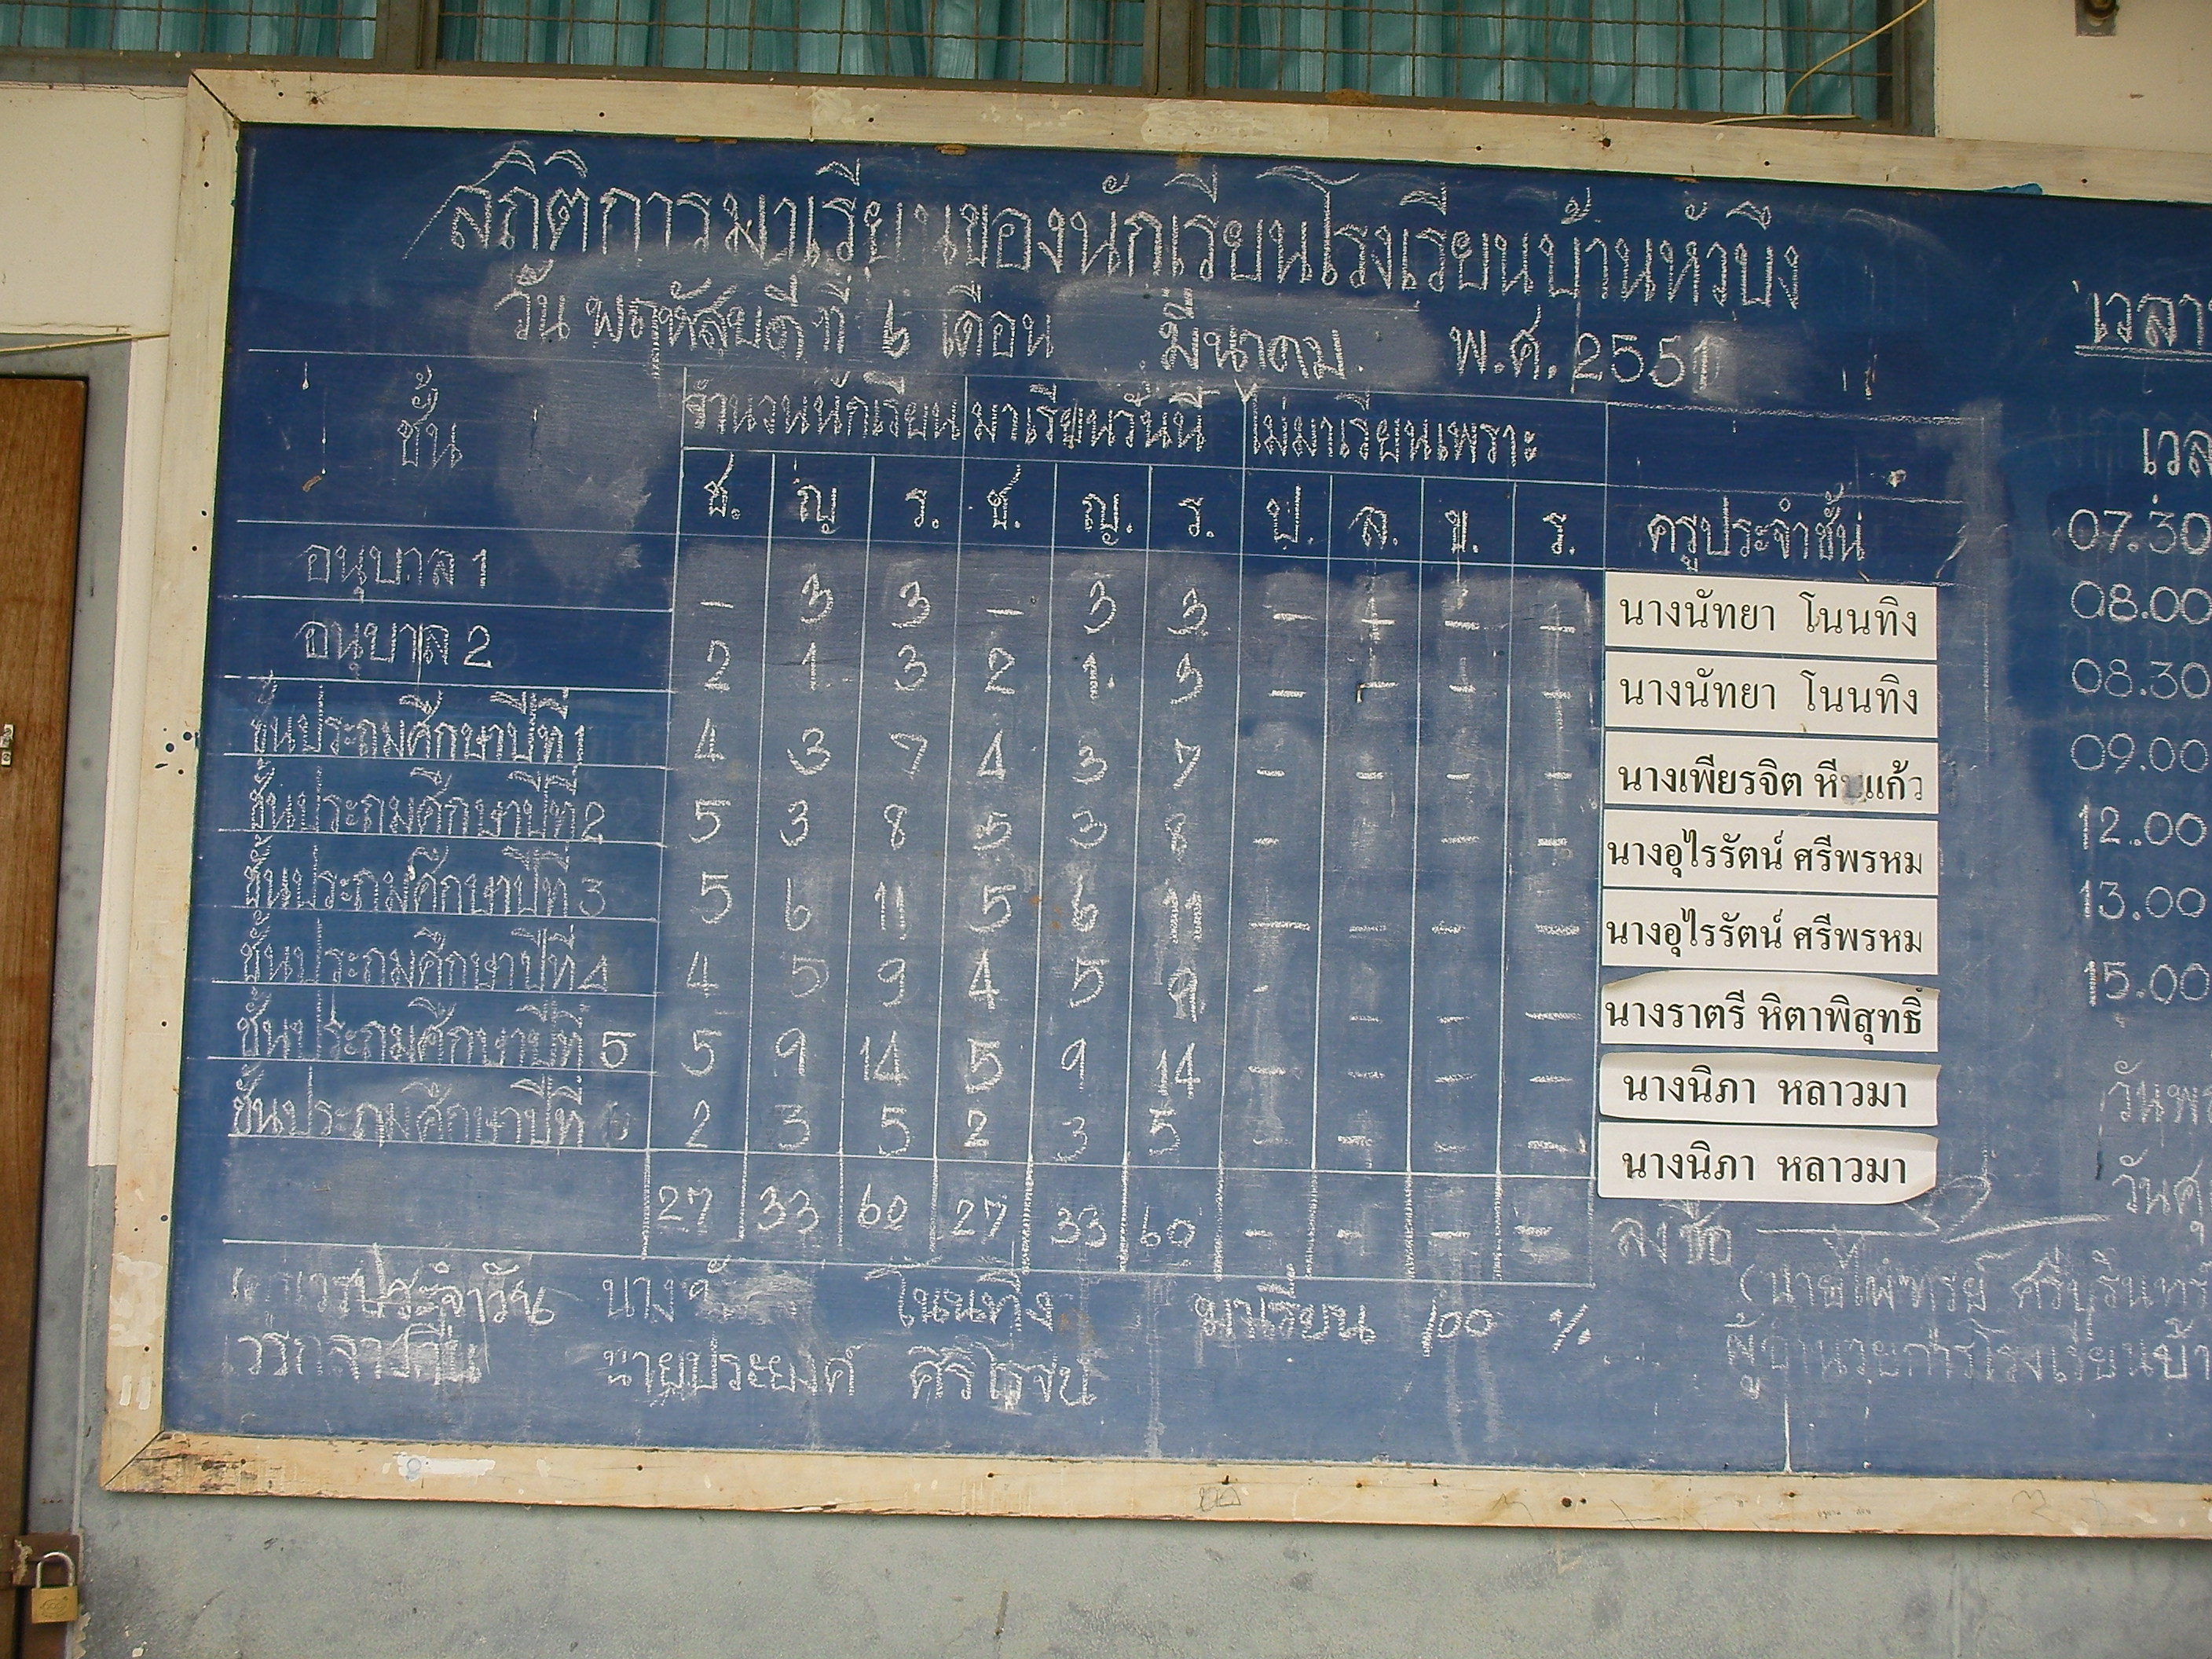 สถิติการมาเรียนของนักเรียนโรงเรียนบ้านหัวบึง
วัน พฤหัสบดีที่ 6 เดือน มีนาคม พ.ศ. 2551
ชั้น จำนวนนักเรียน มาเรียนวันนี้ ไม่มาเรียนเพราะ
ช. ญ ร. ช. ญ. ร. ป. ล. ข. ร. ครูประจำชั้น
อนุบาล 1 - 3 3 - 3 3 - - - - นางนัทยา โนนทิง
อนุบาล 2 2 1 3 2 1 3 - - - - นางนัทยา โนนทิง
ชั้นประถมศึกษาปีที่ 1 4 3 7 4 3 7 - - - - นางเพียรจิต
ชั้นประถมศึกษาปีที่ 2 5 3 8 5 3 8 - - - - นางอุไรรัตน์ ศรีพรหม
ชั้นประถมศึกษาปีที่ 3 5 6 11 5 6 11 - - - - นางอุไรรัตน์ ศรีพรหม
ชั้นประถมศึกษาปีที่ 4 4 5 9 4 5 9 - - - - นางราตรี หิตาพิสุทธิ์
ชั้นประถมศึกษาปีที่ 5 5 9 14 5 9 14 - - - - นางนิภา หลาวมา
ชั้นประถมศึกษาปีที่ 6 2 3 5 2 3 5 - - - - นางนิภา หลาวมา
27 33 60 27 33 60 - - - -
ลงชื่อ
ประจำวัน โนนทิง มาเรียน 100 %
นายประยงค์ ศิริโรจน์
(นายไพฑูรย์
ผู้อำนวยการโรงเรียนบ้า
เวลา
เวล
07.30
08.00
08.30
09.00
12.00
13.00
15.00
วันพ
วันศุ